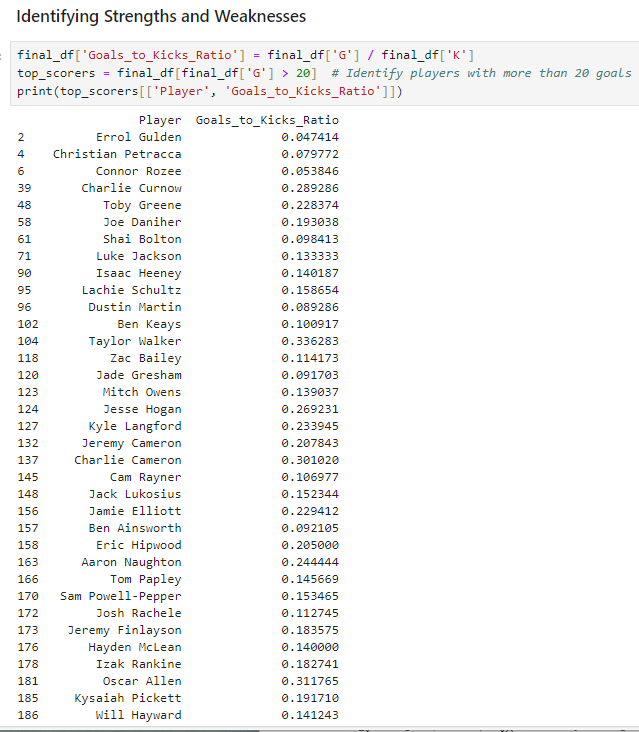 Identifying Strengths and Weaknesses
final_df['Goals_to_Kicks_Ratio'] = final_df['G'] / final_df['K']
top_scorers = final_df[final_df['G'] > 20]  # Identify players with more than 20 goals
print(top_scorers[['Player', 'Goals_to_Kicks_Ratio']])
Player  Goals_to_Kicks_Ratio
2 Errol Gulden 0.047414
4 Christian Petracca 0.079772
6 Connor Rozee 0.053846
39 Charlie Curnow 0.289286
48 Toby Greene 0.228374
58 Joe Daniher 0.193038
61 Shai Bolton 0.098413
71 Luke Jackson 0.133333
90 Isaac Heeney 0.140187
95 Lachie Schultz 0.158654
96 Dustin Martin 0.089286
102 Ben Keays 0.100917
104 Taylor Walker 0.336283
118 Zac Bailey 0.114173
120 Jade Gresham 0.091703
123 Mitch Owens 0.139037
124 Jesse Hogan 0.269231
127 Kyle Langford 0.233945
132 Jeremy Cameron 0.207843
137 Charlie Cameron 0.301020
145 Cam Rayner 0.106977
148 Jack Lukosius 0.152344
156 Jamie Elliott 0.229412
157 Ben Ainsworth 0.092105
158 Eric Hipwood 0.205000
163 Aaron Naughton 0.244444
166 Tom Papley 0.145669
170 Sam Powell-Pepper 0.153465
172 Josh Rachele 0.112745
173 Jeremy Finlayson 0.183575
176 Hayden McLean 0.140000
178 Izak Rankine 0.182741
181 Oscar Allen 0.311765
185 Kysaiah Pickett 0.191710
186 Will Hayward 0.141243